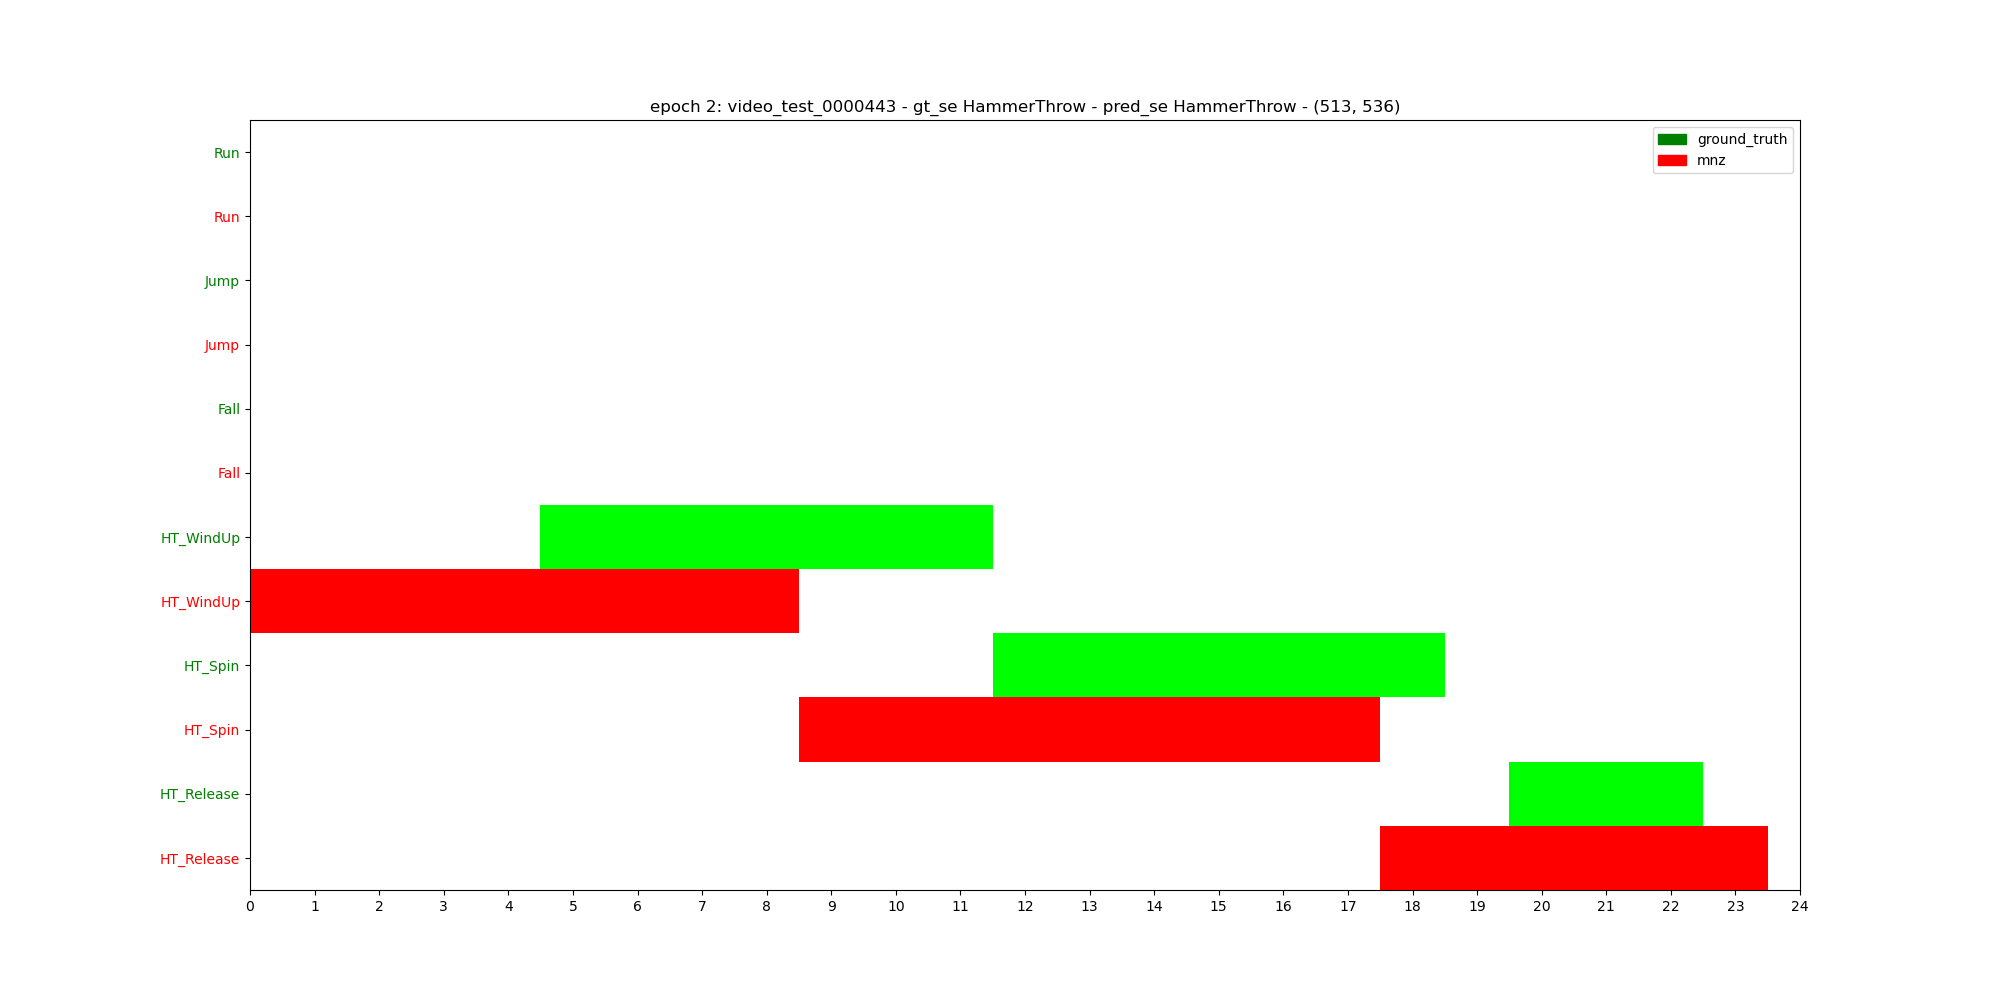 epoch 2: video_test_0000443 - gt_se HammerThrow - pred_se HammerThrow - (513, 536)
ground_truth
mnz
Run
Run
Jump
Jump
Fall
Fall
HT_WindUp
HT_WindUp
HT_Spin
HT_Spin
HT_Release
HT_Release
0 1 2 3 4 5 6 7 8 9 10 11 12 13 14 15 16 17 18 19 20 21 22 23 24